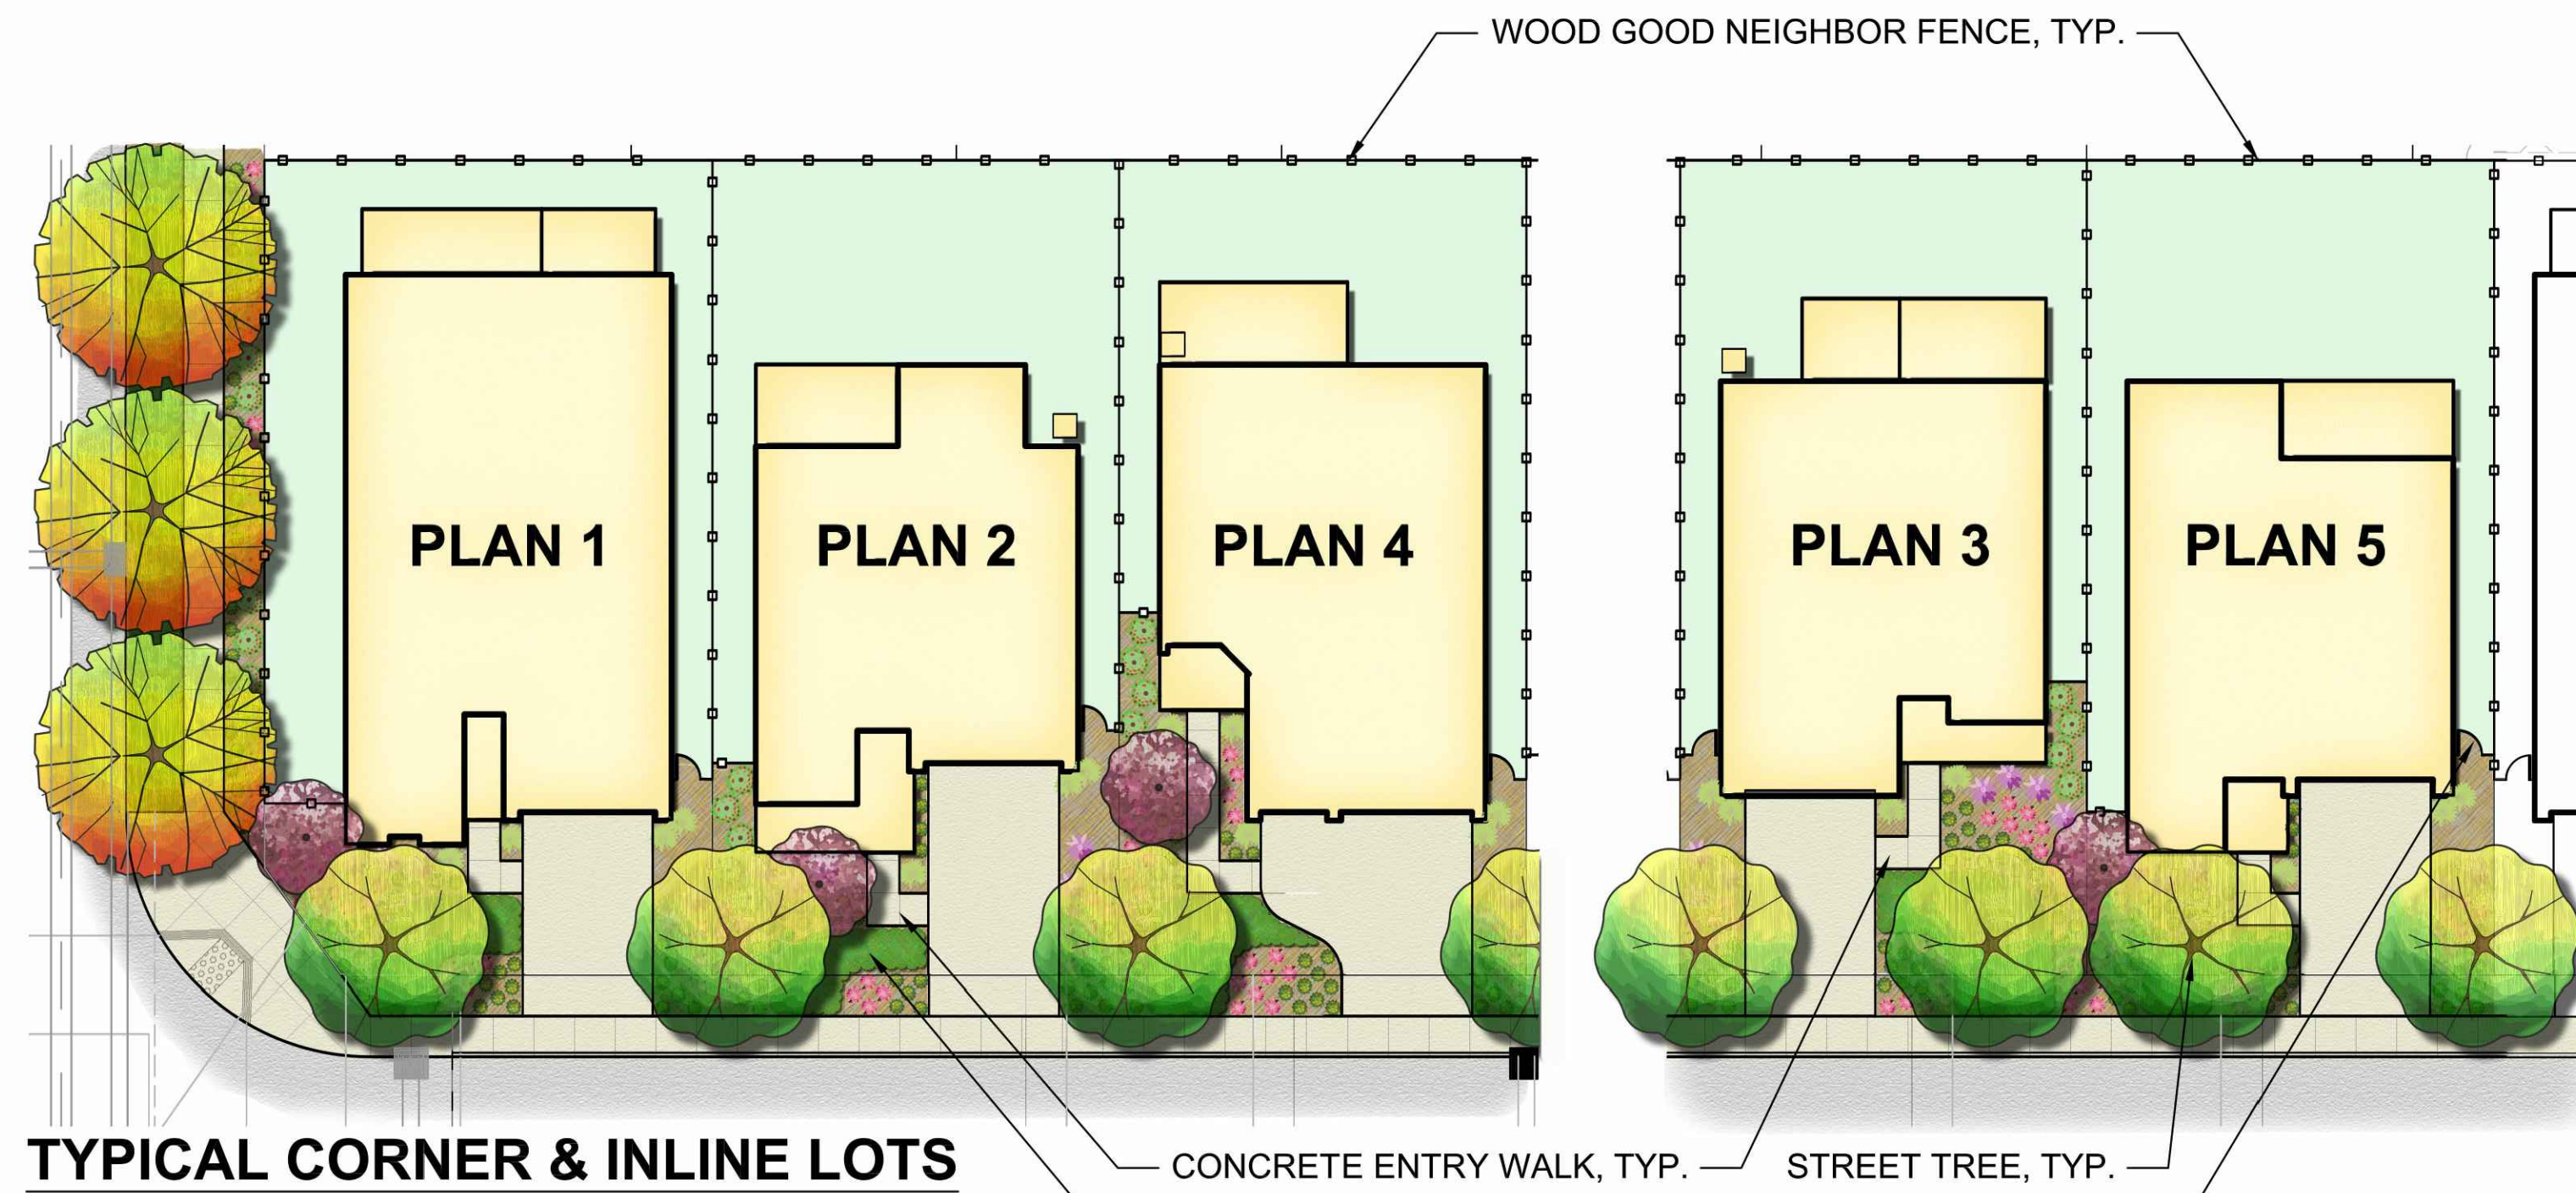 WOOD GOOD NEIGHBOR FENCE, TYP.
PLAN 1
PLAN 2
PLAN 4
PLAN 3
PLAN 5
TYPICAL CORNER & INLINE LOTS
CONCRETE ENTRY WALK, TYP.
STREET TREE, TYP.